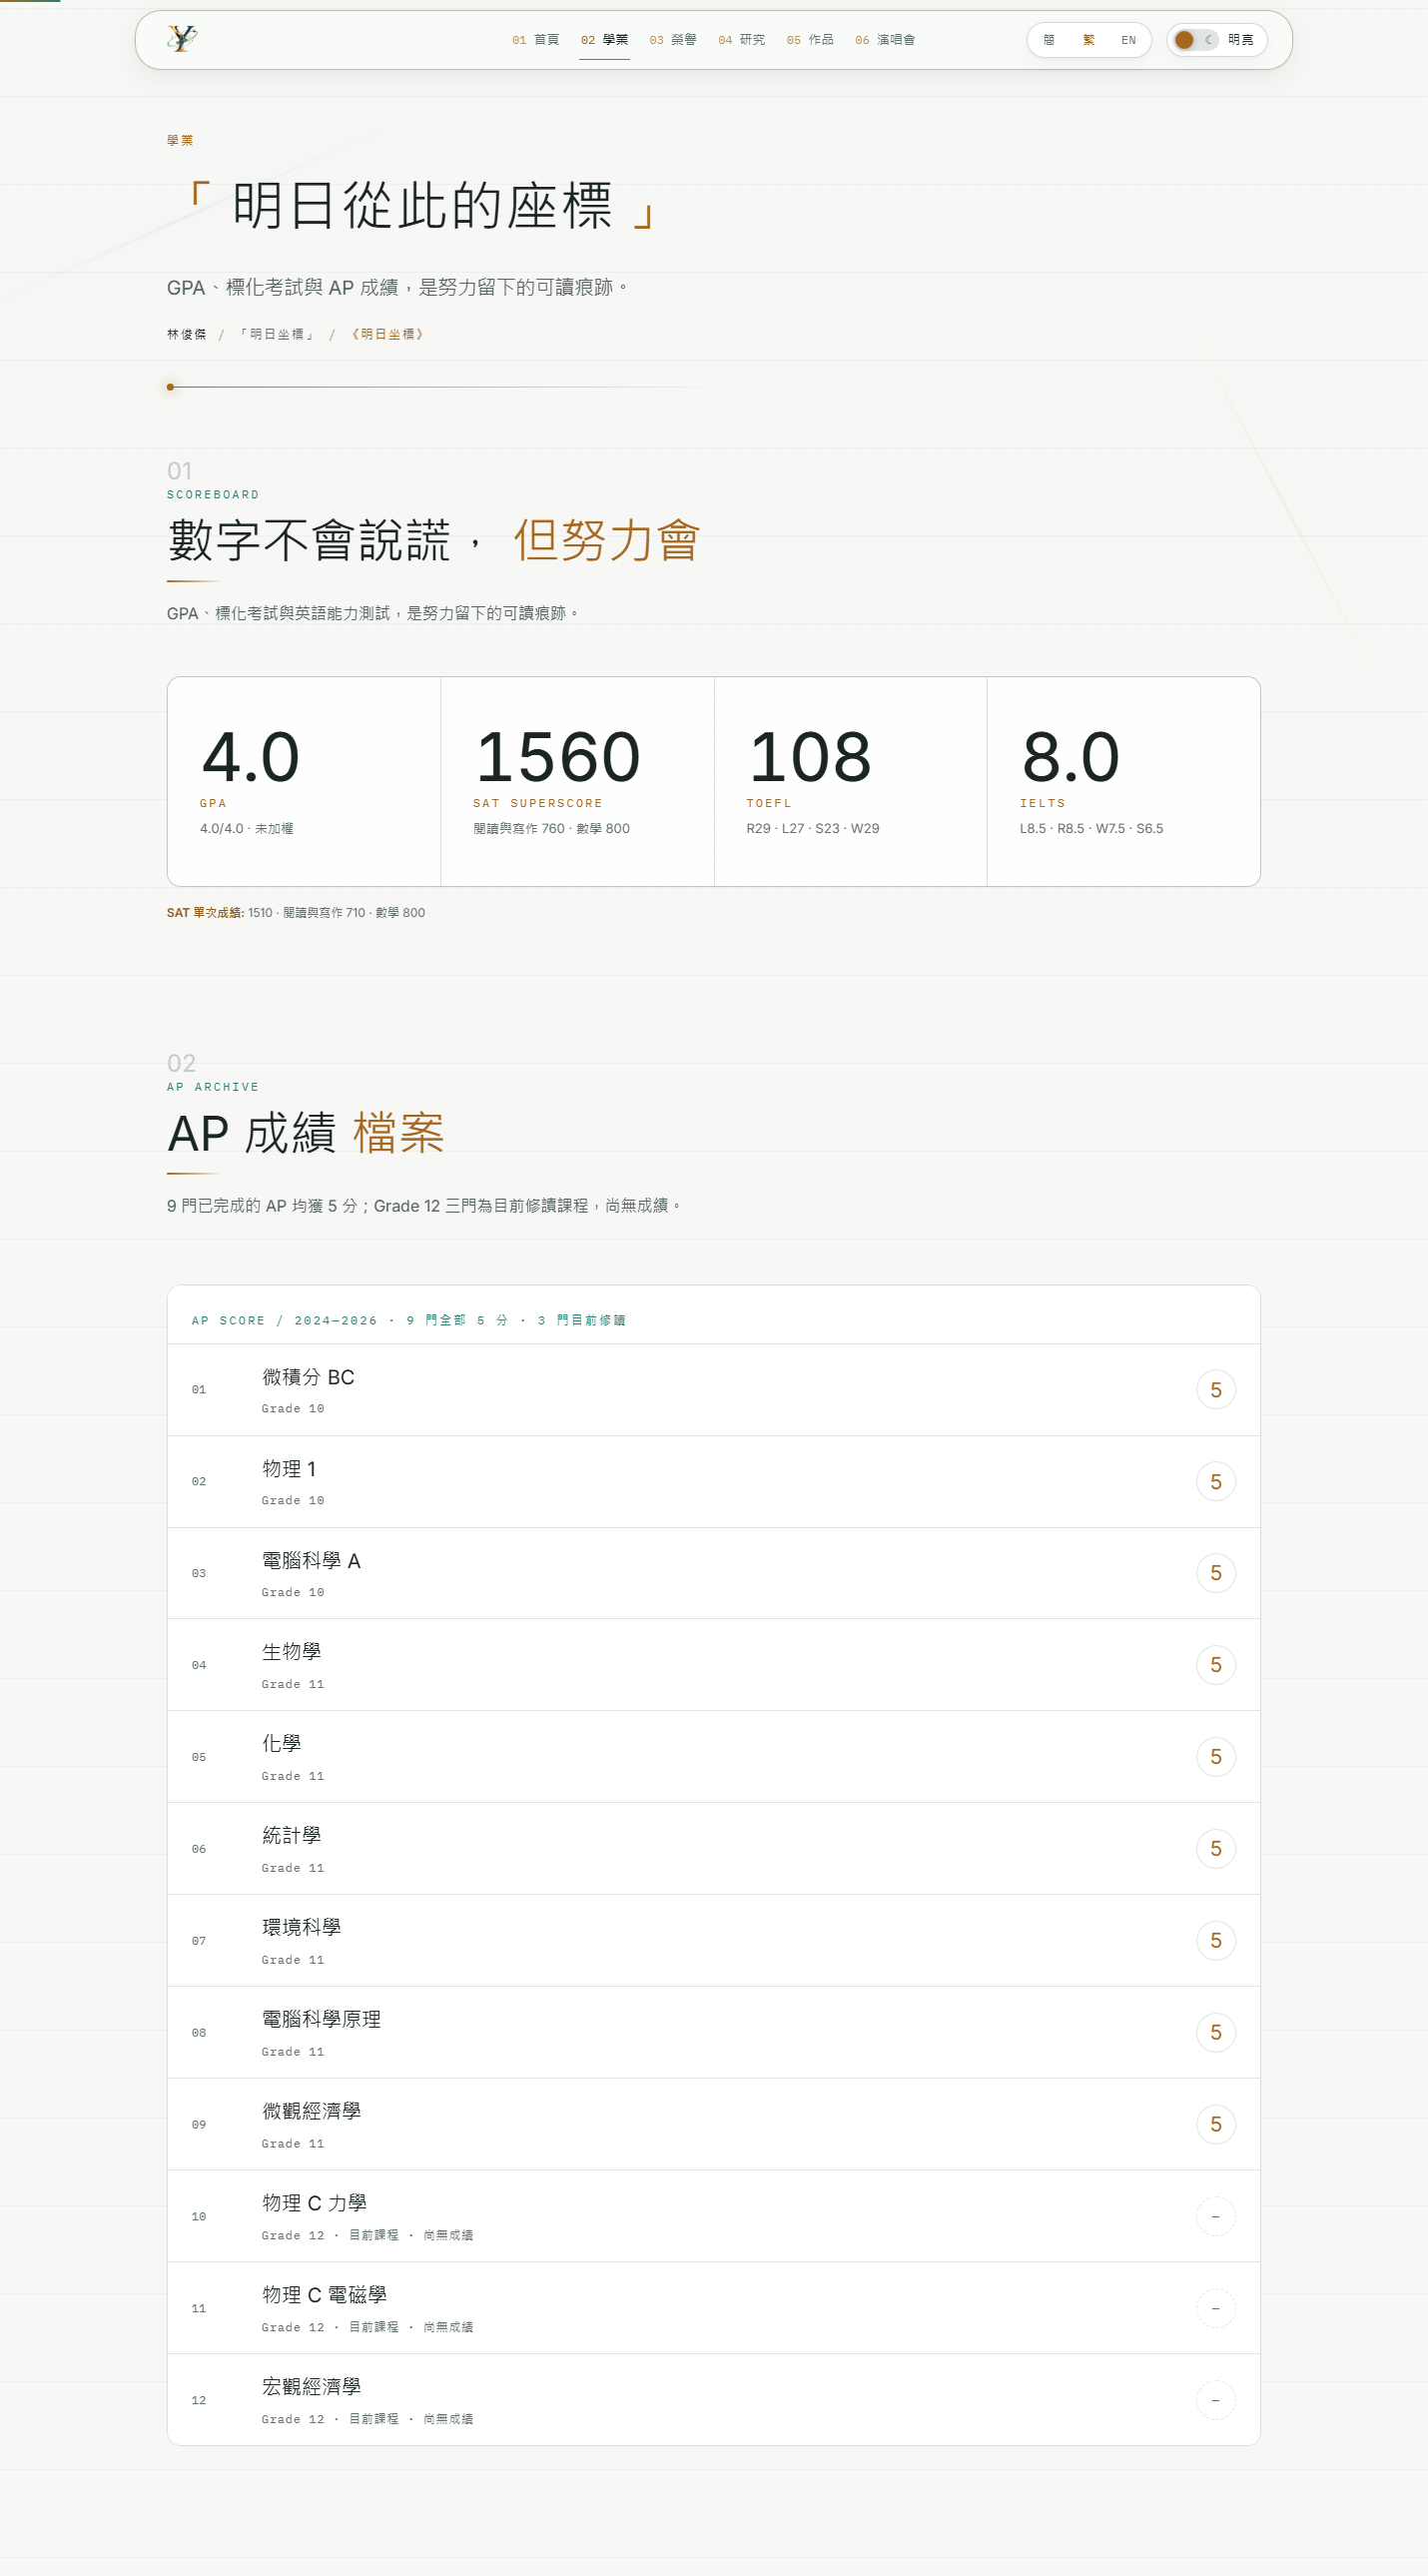 01 首頁 02 學業 03 榮譽 04 研究 05 作品 06 演唱會 簡 繁 EN 明亮
學業
「 明日從此的座標 」
GPA、標化考試與 AP 成績，是努力留下的可讀痕跡。
林俊傑 / 「明日坐標」 / 《明日坐標》
01
SCOREBOARD
數字不會說謊， 但努力會
GPA、標化考試與英語能力測試，是努力留下的可讀痕跡。
4.0 1560 108 8.0
GPA SAT SUPERSCORE TOEFL IELTS
4.0/4.0 · 未加權 閱讀與寫作 760 · 數學 800 R29 · L27 · S23 · W29 L8.5 · R8.5 · W7.5 · S6.5
SAT 單次成績: 1510 · 閱讀與寫作 710 · 數學 800
02
AP ARCHIVE
AP 成績 檔案
9 門已完成的 AP 均獲 5 分；Grade 12 三門為目前修讀課程，尚無成績。
AP SCORE / 2024—2026 · 9 門全部 5 分 · 3 門目前修讀
01 微積分 BC 5
Grade 10
02 物理 1 5
Grade 10
03 電腦科學 A 5
Grade 10
04 生物學 5
Grade 11
05 化學 5
Grade 11
06 統計學 5
Grade 11
07 環境科學 5
Grade 11
08 電腦科學原理 5
Grade 11
09 微觀經濟學 5
Grade 11
10 物理 C 力學 —
Grade 12 · 目前課程 · 尚無成績
11 物理 C 電磁學 —
Grade 12 · 目前課程 · 尚無成績
12 宏觀經濟學 —
Grade 12 · 目前課程 · 尚無成績